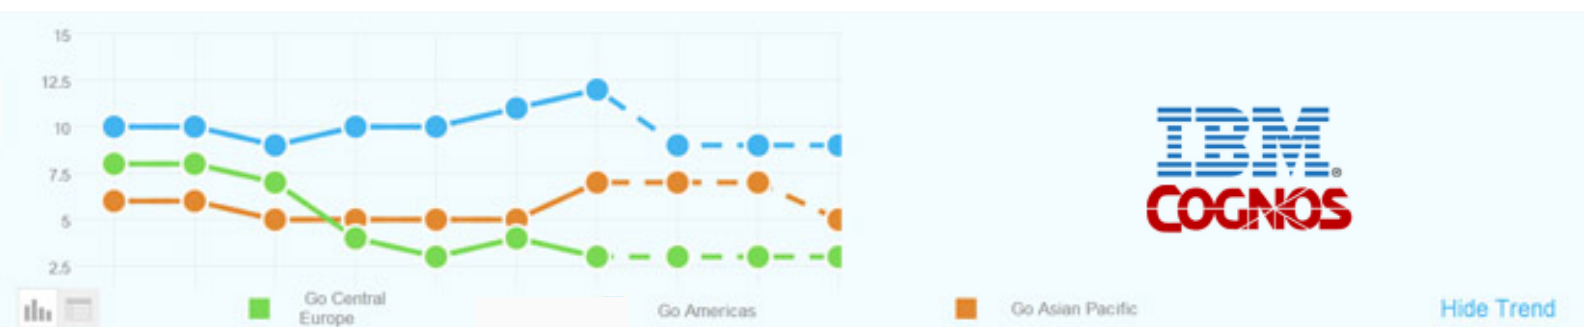 15
12.5
10
7.5
5
2.5
IBM®
COGNOS
Go Central
Europe
Go Americas
Go Asian Pacific
Hide Trend